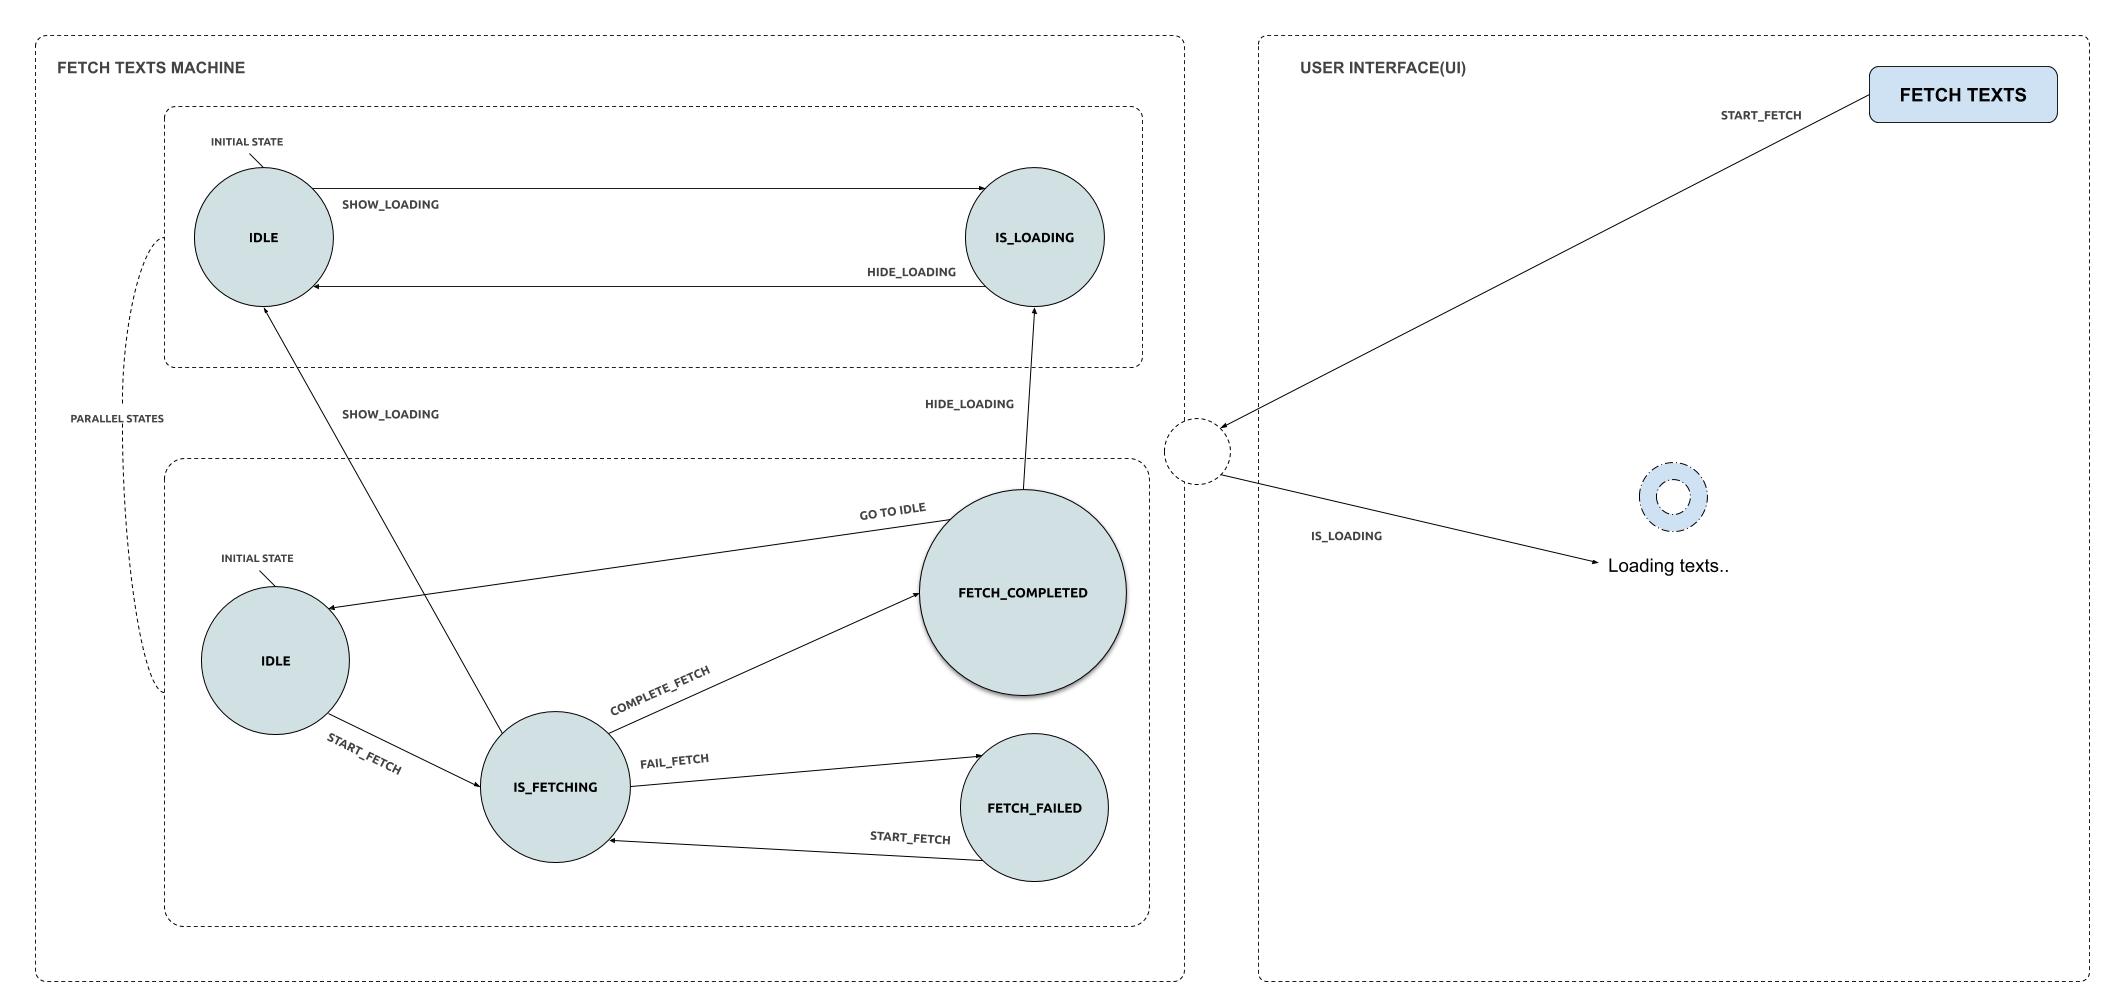 FETCH TEXTS MACHINE
INITIAL STATE
IDLE
SHOW_LOADING
IS_LOADING
HIDE_LOADING
PARALLEL STATES
SHOW_LOADING
HIDE_LOADING
GO TO IDLE
INITIAL STATE
IDLE
FETCH_COMPLETED
COMPLETE_FETCH
START_FETCH
IS_FETCHING
FAIL_FETCH
FETCH_FAILED
START_FETCH
USER INTERFACE(UI)
FETCH TEXTS
START_FETCH
IS_LOADING
Loading texts..